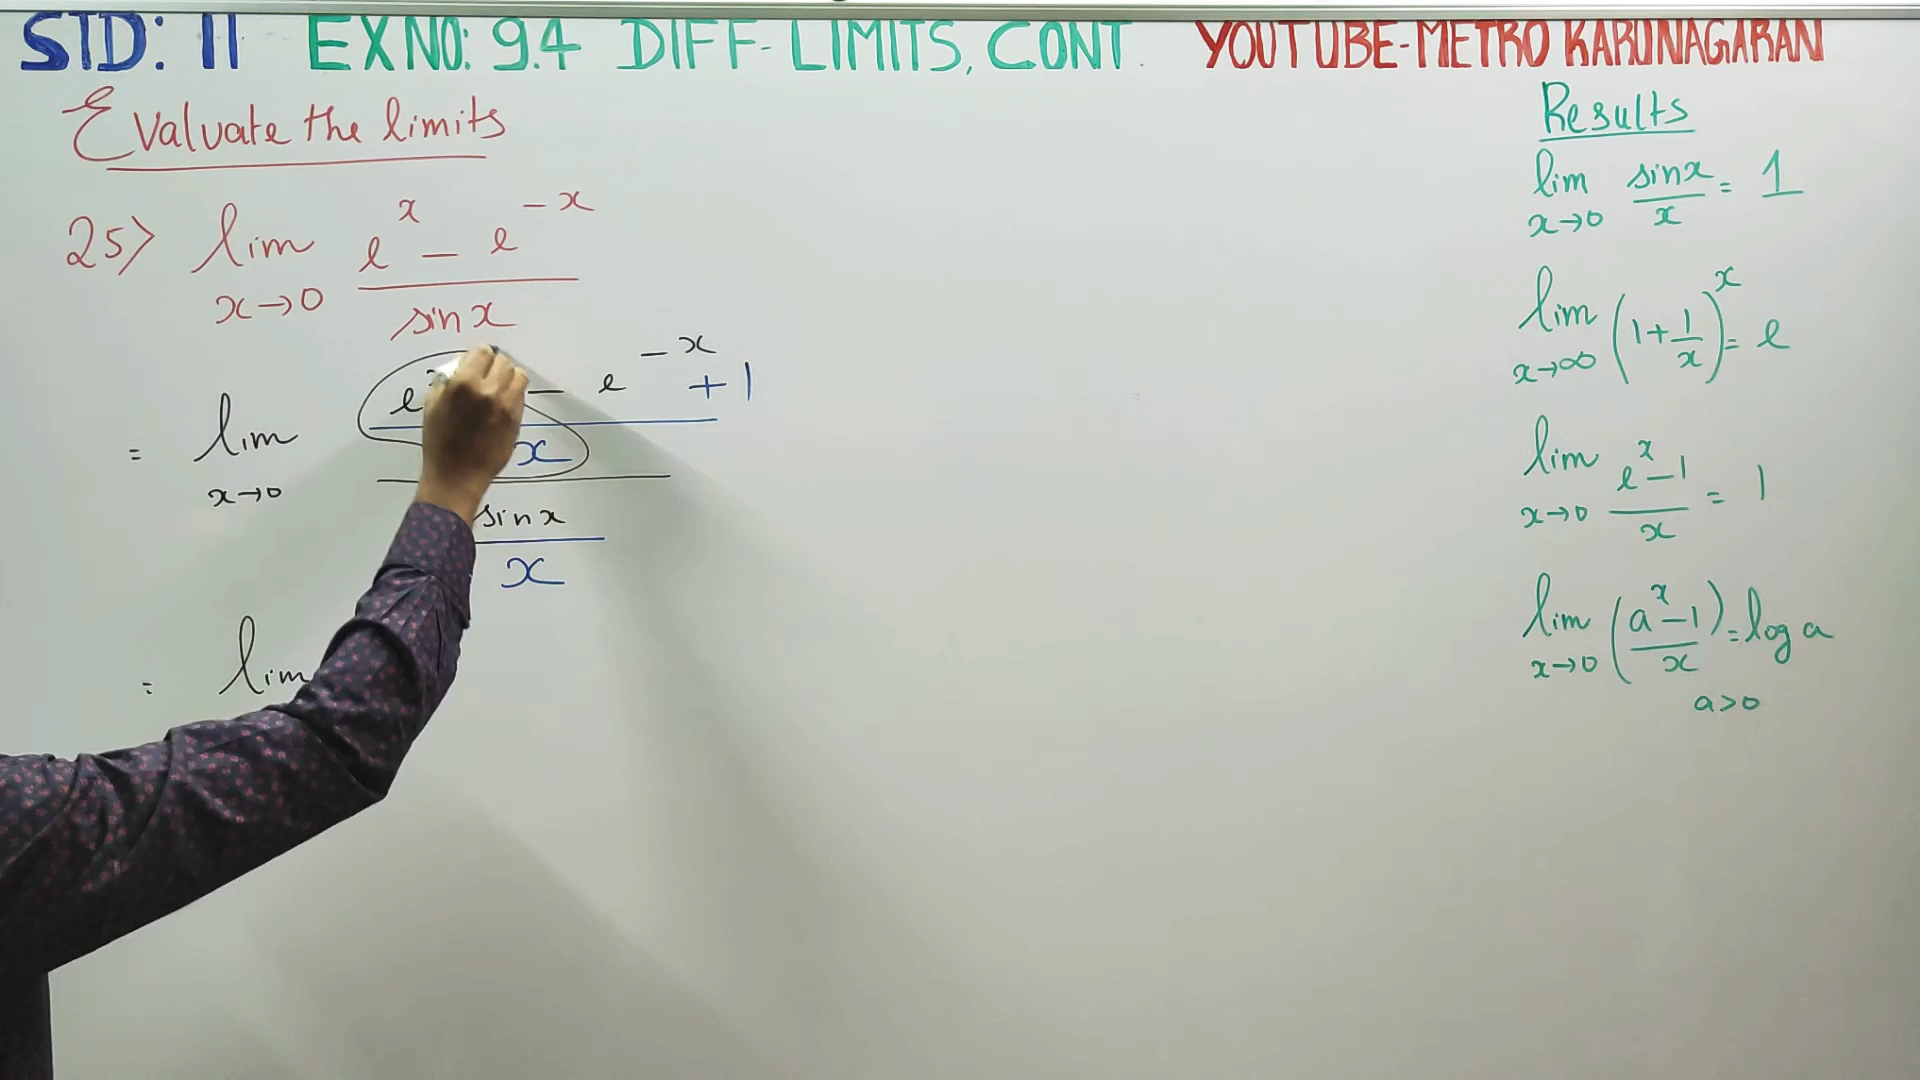 STD: 11 EXNO: 9.4 DIFF-LIMITS, CONT. YOUTUBE-METRO KARUNAGARAN
Evaluate the limits
25> lim x→0 e^x - e^-x / sin x
= lim x→0 e - e^-x + 1 / x / sin x / x
= lim
Results
lim x→0 sin x / x = 1
lim x→∞ (1 + 1/x)^x = e
lim x→0 e^x - 1 / x = 1
lim x→0 (a^x - 1 / x) = log a
a > 0